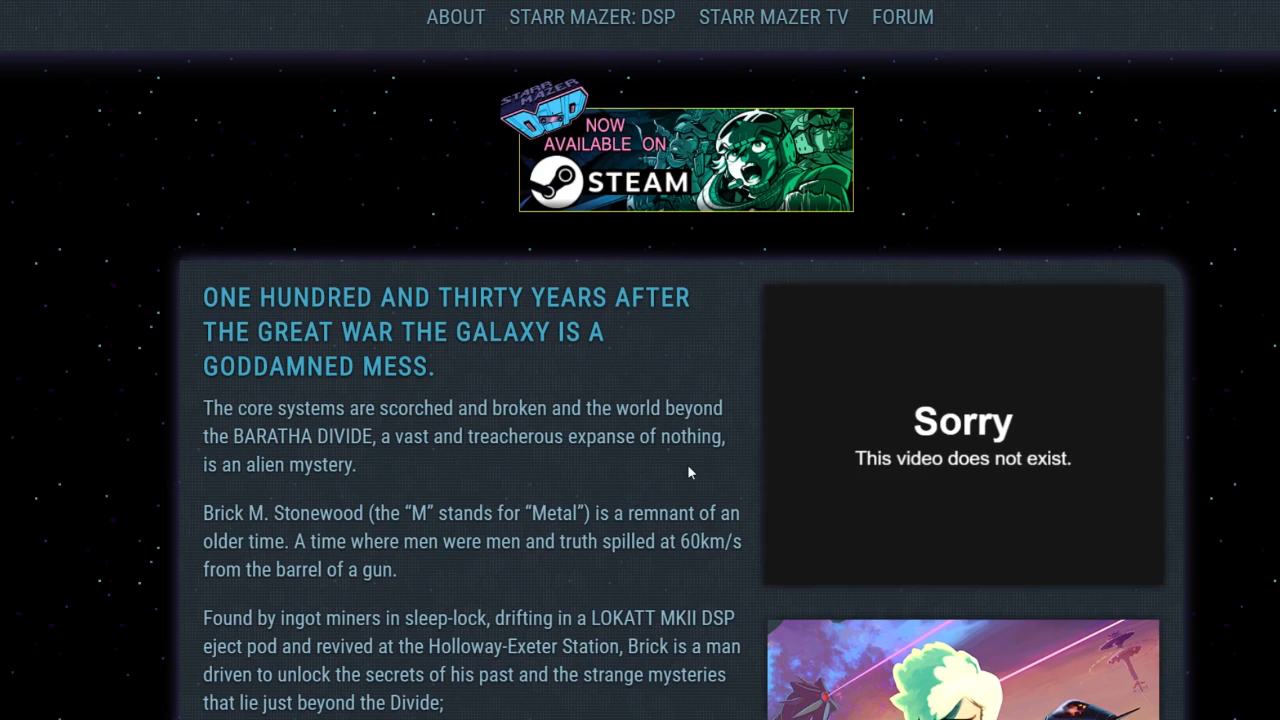 ABOUT STARR MAZER: DSP STARR MAZER TV FORUM
STARR
MAZER
DSP
NOW
AVAILABLE ON
STEAM
ONE HUNDRED AND THIRTY YEARS AFTER
THE GREAT WAR THE GALAXY IS A
GODDAMNED MESS.
The core systems are scorched and broken and the world beyond
the BARATHA DIVIDE, a vast and treacherous expanse of nothing,
is an alien mystery.
Brick M. Stonewood (the “M” stands for “Metal”) is a remnant of an
older time. A time where men were men and truth spilled at 60km/s
from the barrel of a gun.
Found by ingot miners in sleep-lock, drifting in a LOKATT MKII DSP
eject pod and revived at the Holloway-Exeter Station, Brick is a man
driven to unlock the secrets of his past and the strange mysteries
that lie just beyond the Divide;
Sorry
This video does not exist.